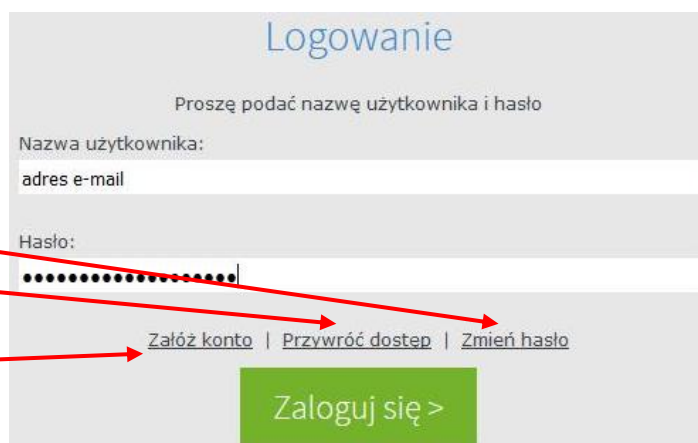 Logowanie
Proszę podać nazwę użytkownika i hasło
Nazwa użytkownika:
adres e-mail
Hasło:
●●●●●●●●●●●●●●●●●●●
Załóż konto | Przywróć dostęp | Zmień hasło
Zaloguj się >